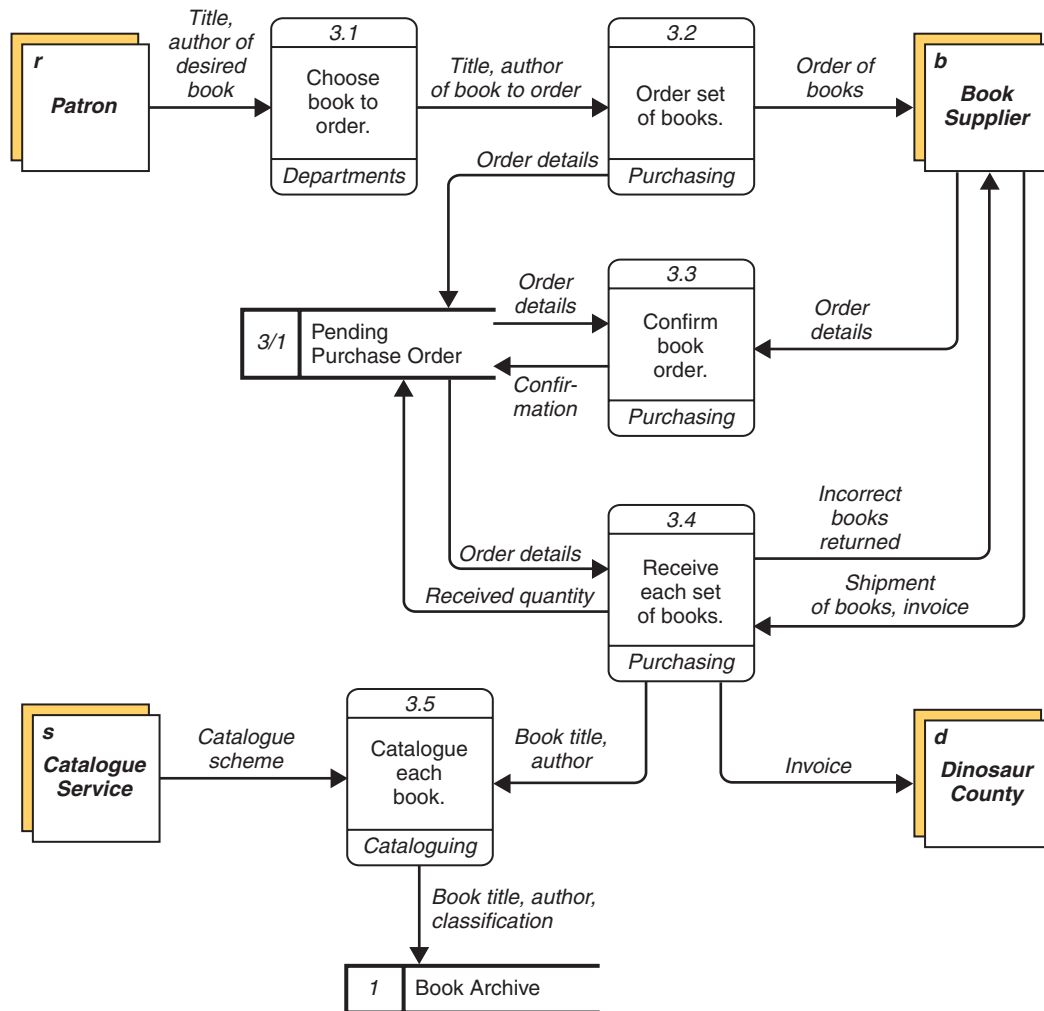 r
Patron
Title,
author of
desired
book
3.1
Choose
book to
order.
Departments
Title, author
of book to order
3.2
Order set
of books.
Purchasing
Order of
books
b
Book
Supplier
Order details
3/1
Pending
Purchase Order
Order
details
Confir-
mation
3.3
Confirm
book
order.
Purchasing
Order
details
Order details
Received quantity
3.4
Receive
each set
of books.
Purchasing
Incorrect
books
returned
Shipment
of books, invoice
s
Catalogue
Service
Catalogue
scheme
3.5
Catalogue
each
book.
Cataloguing
Book title,
author
Invoice
d
Dinosaur
County
Book title, author,
classification
1
Book Archive